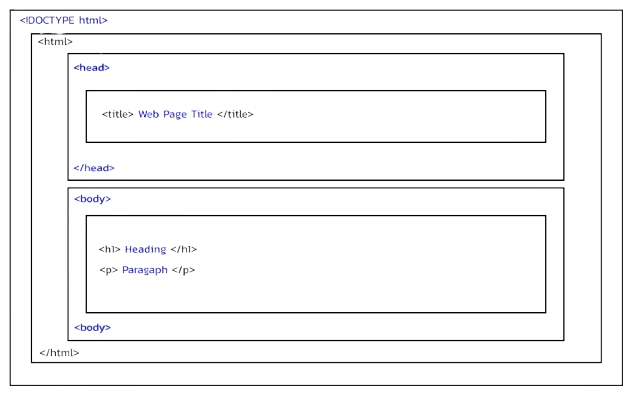 <!DOCTYPE html>
<html>
<head>
<title> Web Page Title </title>
</head>
<body>
<h1> Heading </h1>
<p> Paragaph </p>
<body>
</html>